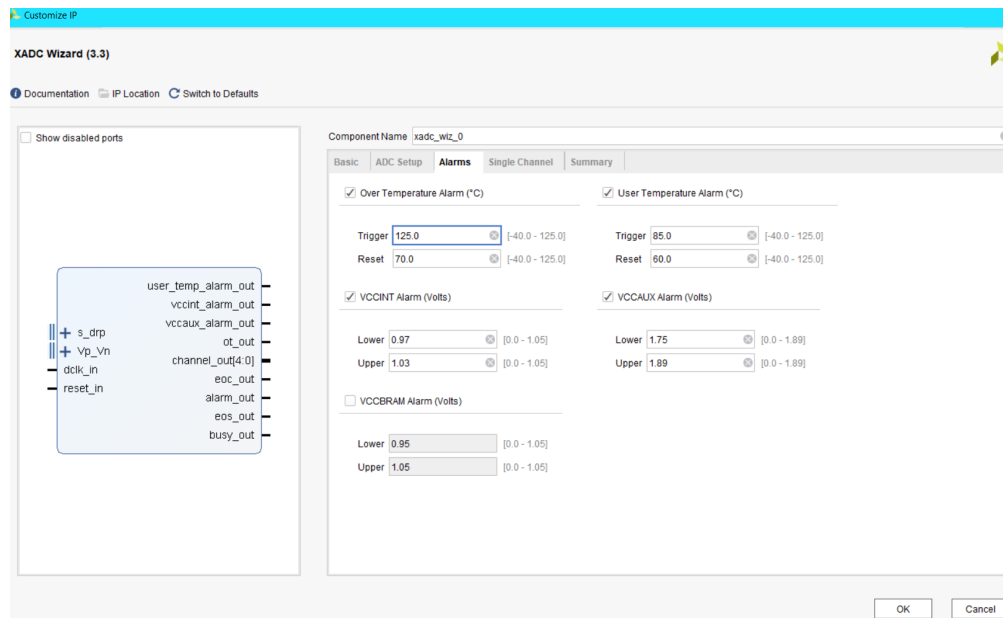 Customize IP
XADC Wizard (3.3)
Documentation IP Location Switch to Defaults
Show disabled ports
Component Name xadc_wiz_0
Basic ADC Setup Alarms Single Channel Summary
Over Temperature Alarm (°C) User Temperature Alarm (°C)
Trigger 125.0 [-40.0 - 125.0] Trigger 85.0 [-40.0 - 125.0]
Reset 70.0 [-40.0 - 125.0] Reset 60.0 [-40.0 - 125.0]
VCCINT Alarm (Volts) VCCAUX Alarm (Volts)
Lower 0.97 [0.0 - 1.05] Lower 1.75 [0.0 - 1.89]
Upper 1.03 [0.0 - 1.05] Upper 1.89 [0.0 - 1.89]
VCCBRAM Alarm (Volts)
Lower 0.95 [0.0 - 1.05]
Upper 1.05 [0.0 - 1.05]
s_drp
Vp_Vn
dclk_in
reset_in
user_temp_alarm_out
vccint_alarm_out
vccaux_alarm_out
ot_out
channel_out[4:0]
eoc_out
alarm_out
eos_out
busy_out
OK Cancel